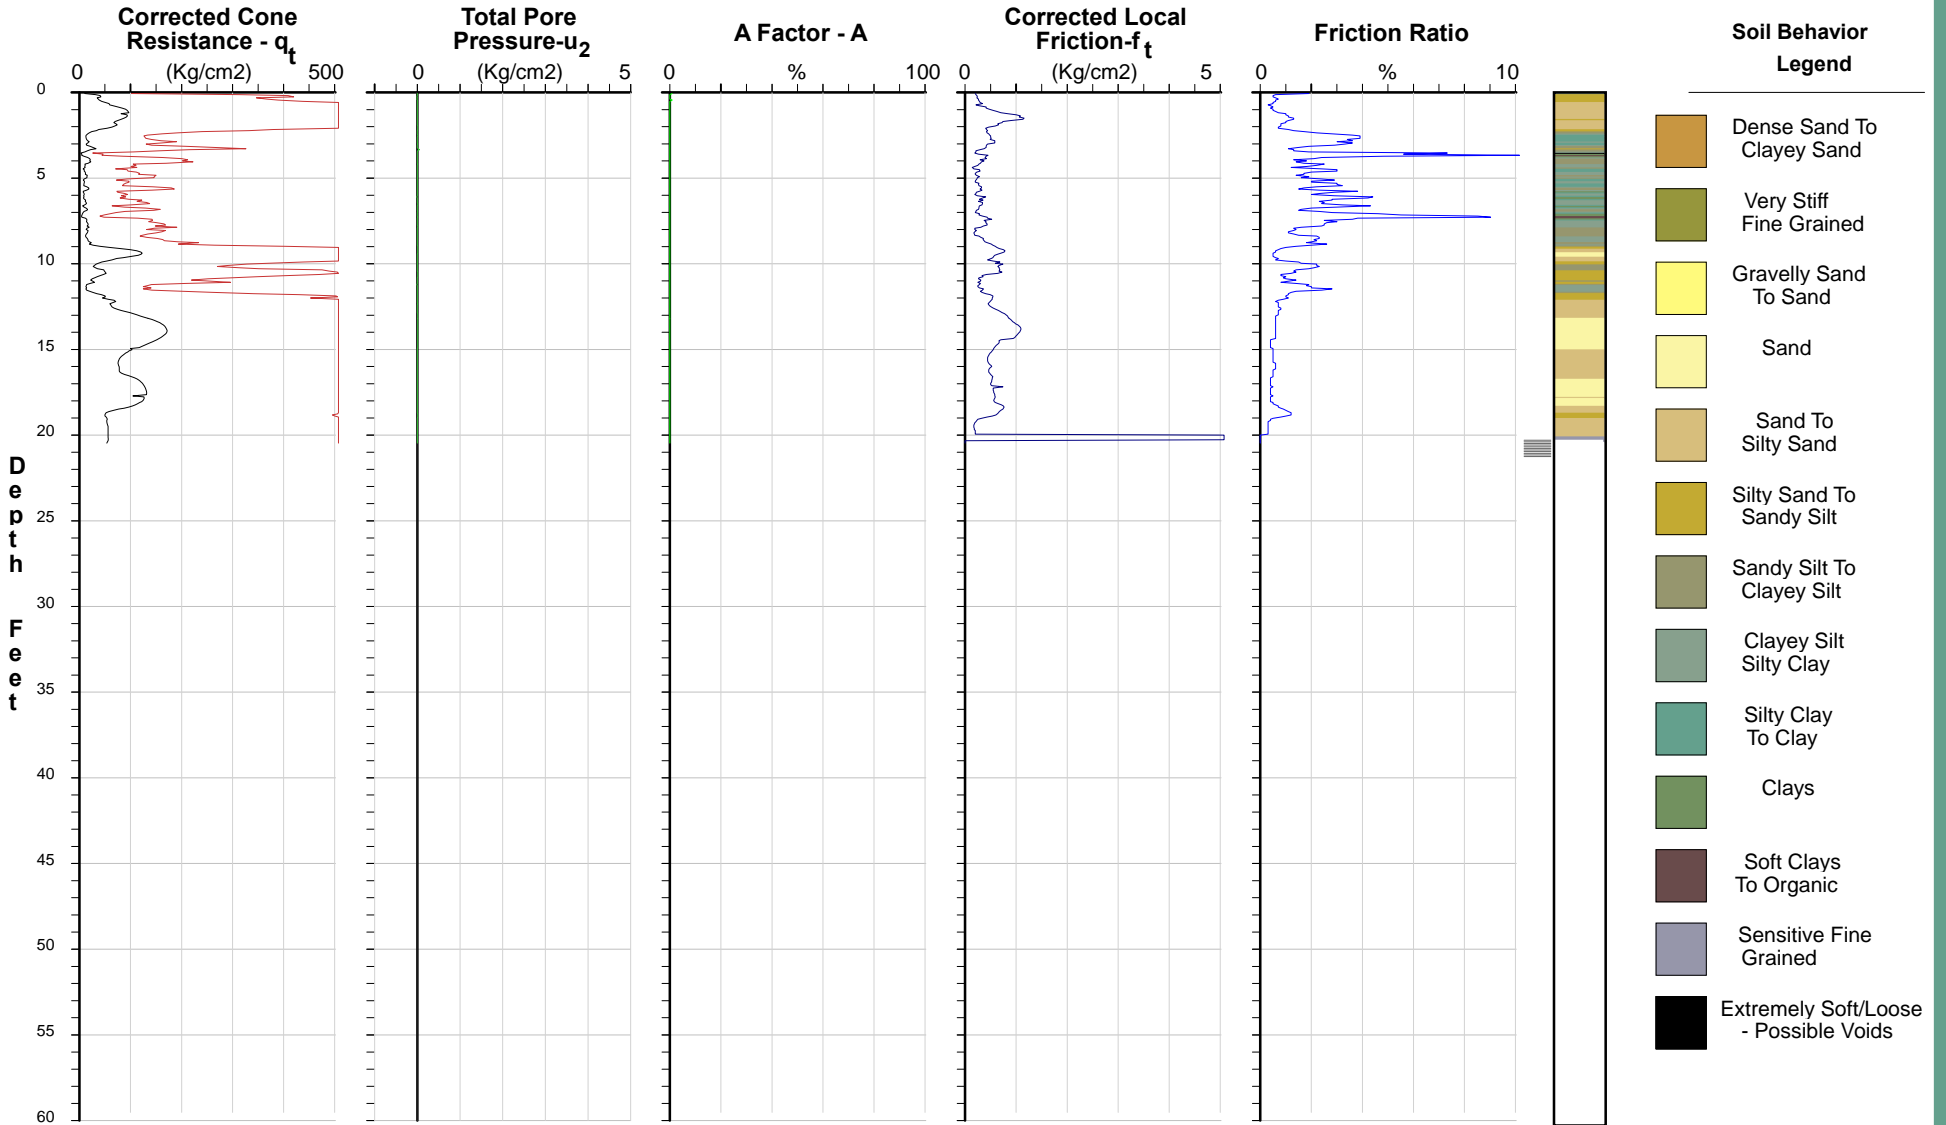 Corrected Cone
Resistance - qt
0 (Kg/cm2) 500
Total Pore
Pressure-u2
0 (Kg/cm2) 5
A Factor - A
0 % 100
Corrected Local
Friction-f t
0 (Kg/cm2) 5
Friction Ratio
0 % 10
0
5
10
15
20
25
30
35
40
45
50
55
60
Depth Feet
Soil Behavior
Legend
Dense Sand To
Clayey Sand
Very Stiff
Fine Grained
Gravelly Sand
To Sand
Sand
Sand To
Silty Sand
Silty Sand To
Sandy Silt
Sandy Silt To
Clayey Silt
Clayey Silt
Silty Clay
Silty Clay
To Clay
Clays
Soft Clays
To Organic
Sensitive Fine
Grained
Extremely Soft/Loose
- Possible Voids